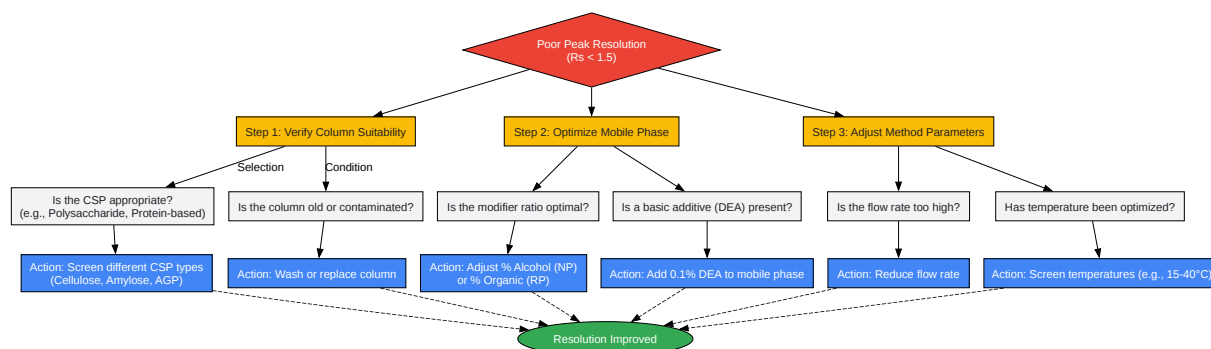 Poor Peak Resolution
(Rs < 1.5)
Step 1: Verify Column Suitability
Step 2: Optimize Mobile Phase
Step 3: Adjust Method Parameters
Selection
Condition
Is the CSP appropriate?
(e.g., Polysaccharide, Protein-based)
Is the column old or contaminated?
Is the modifier ratio optimal?
Is a basic additive (DEA) present?
Is the flow rate too high?
Has temperature been optimized?
Action: Screen different CSP types
(Cellulose, Amylose, AGP)
Action: Wash or replace column
Action: Adjust % Alcohol (NP)
or % Organic (RP)
Action: Add 0.1% DEA to mobile phase
Action: Reduce flow rate
Action: Screen temperatures (e.g., 15-40°C)
Resolution Improved